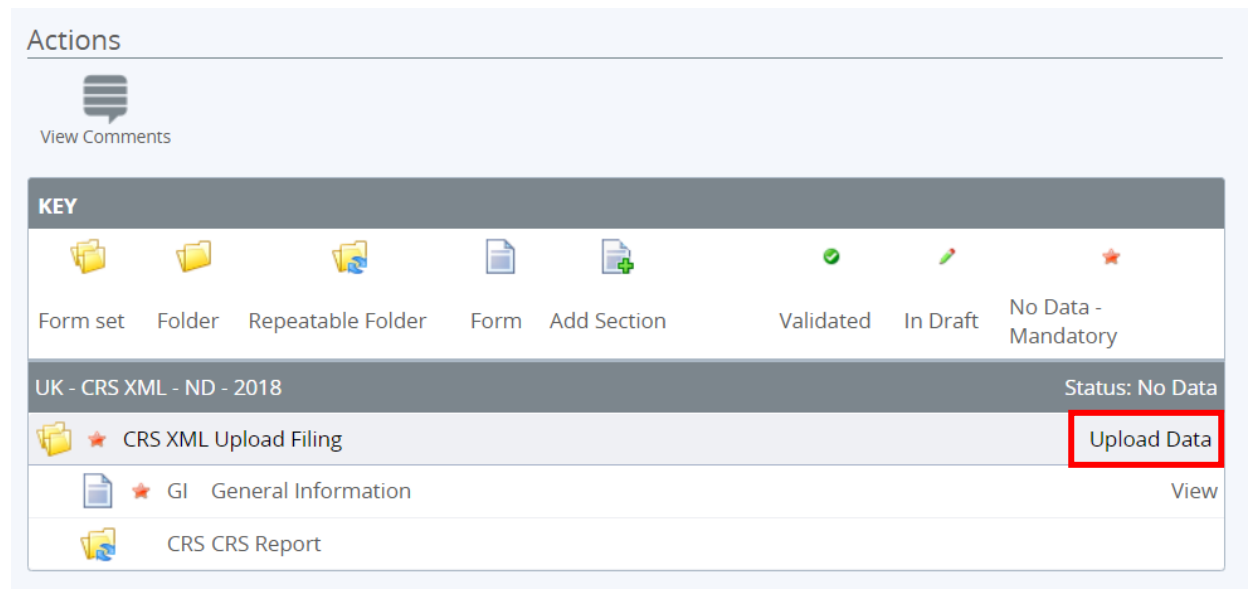 Actions
View Comments
KEY
Form set Folder Repeatable Folder Form Add Section Validated In Draft No Data -
Mandatory
UK - CRS XML - ND - 2018 Status: No Data
CRS XML Upload Filing Upload Data
GI General Information View
CRS CRS Report